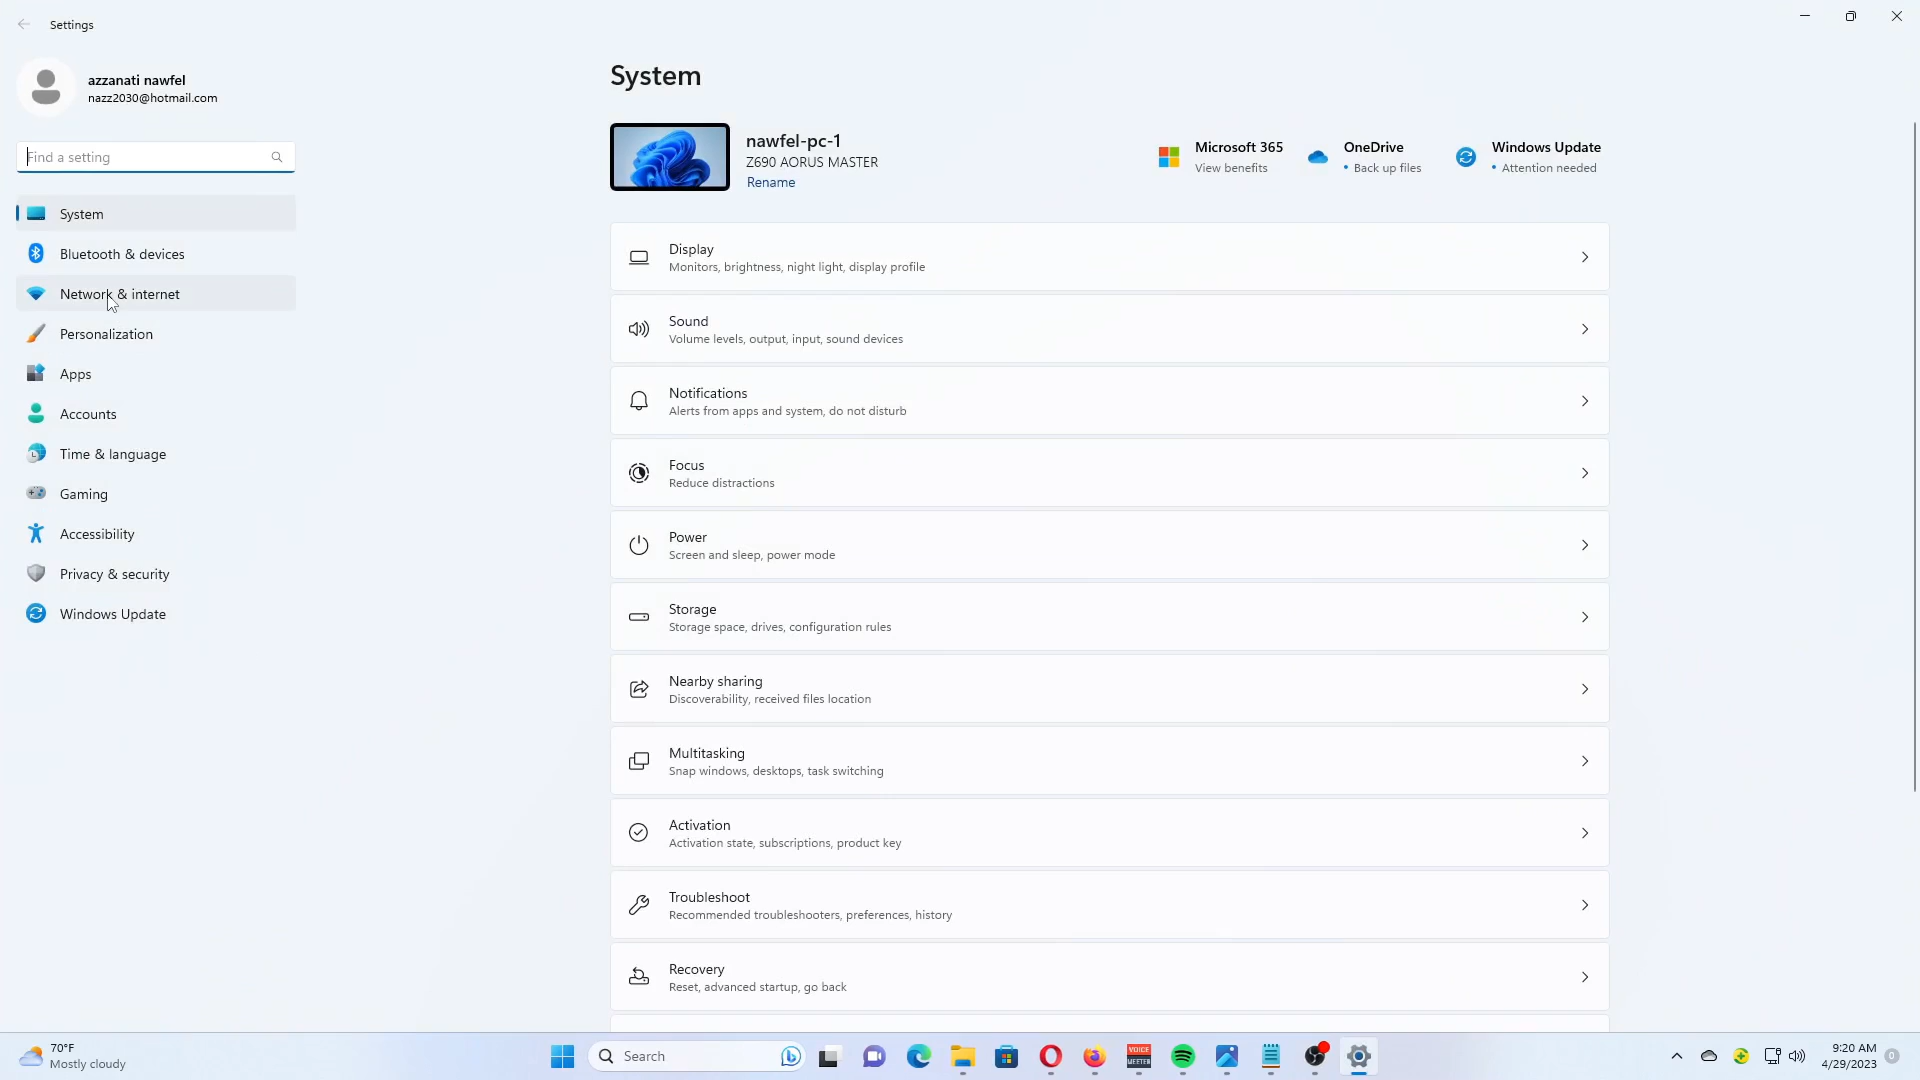 Settings
azzanati nawfel
nazz2030@hotmail.com
Find a setting
System
Bluetooth & devices
Network & internet
Personalization
Apps
Accounts
Time & language
Gaming
Accessibility
Privacy & security
Windows Update
System
nawfel-pc-1
Z690 AORUS MASTER
Rename
Microsoft 365
View benefits
OneDrive
• Back up files
Windows Update
• Attention needed
Display
Monitors, brightness, night light, display profile
Sound
Volume levels, output, input, sound devices
Notifications
Alerts from apps and system, do not disturb
Focus
Reduce distractions
Power
Screen and sleep, power mode
Storage
Storage space, drives, configuration rules
Nearby sharing
Discoverability, received files location
Multitasking
Snap windows, desktops, task switching
Activation
Activation state, subscriptions, product key
Troubleshoot
Recommended troubleshooters, preferences, history
Recovery
Reset, advanced startup, go back
70°F
Mostly cloudy
Search
VOICE
MEETER
9:20 AM
4/29/2023
0